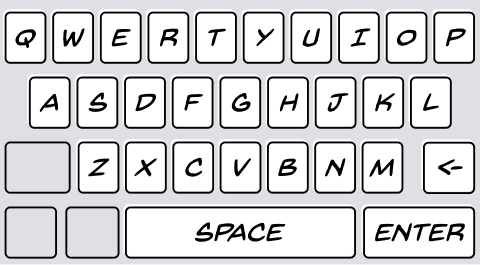 Q W E R T Y U I O P
A S D F G H J K L
Z X C V B N M <-
SPACE ENTER